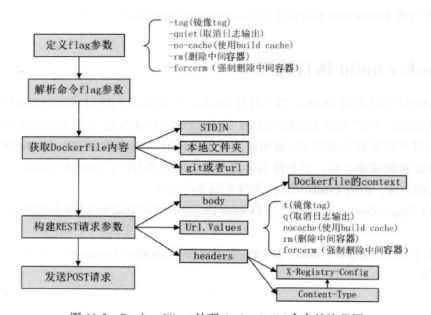 定义flag参数
-tag(镜像tag)
-quiet(取消日志输出)
-no-cache(使用build cache)
-rm(删除中间容器)
-forcerm(强制删除中间容器)
解析命令flag参数
获取Dockerfile内容
STDIN
本地文件夹
git或者url
body
Dockerfile的context
构建REST请求参数
Url.Values
t(镜像tag)
q(取消日志输出)
nocache(使用build cache)
rm(删除中间容器)
forcerm(强制删除中间容器)
headers
X-Registry-Config
Content-Type
发送POST请求